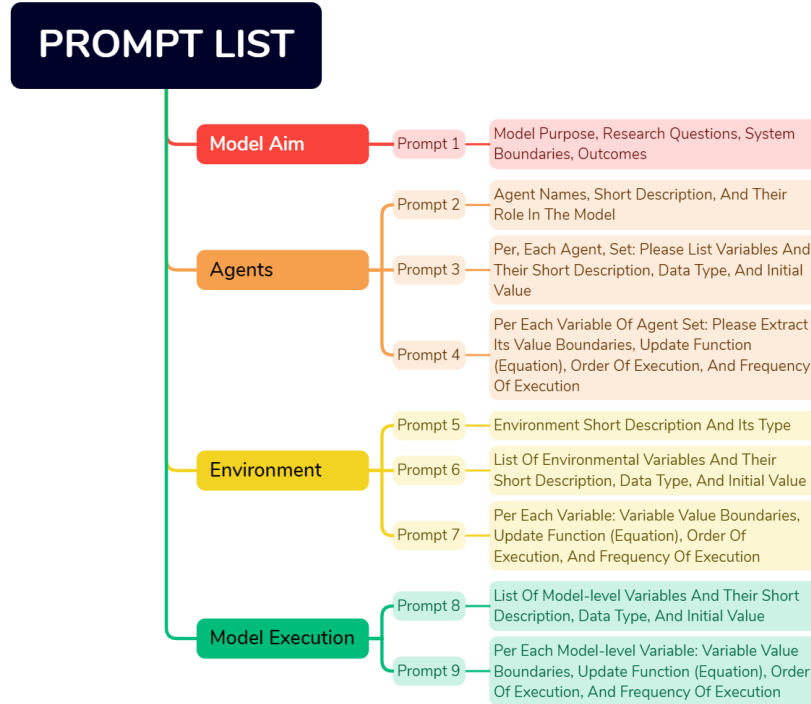 PROMPT LIST
Model Aim
Prompt 1
Model Purpose, Research Questions, System
Boundaries, Outcomes
Agents
Prompt 2
Agent Names, Short Description, And Their
Role In The Model
Prompt 3
Per, Each Agent, Set: Please List Variables And
Their Short Description, Data Type, And Initial
Value
Prompt 4
Per Each Variable Of Agent Set: Please Extract
Its Value Boundaries, Update Function
(Equation), Order Of Execution, And Frequency
Of Execution
Environment
Prompt 5
Environment Short Description And Its Type
Prompt 6
List Of Environmental Variables And Their
Short Description, Data Type, And Initial Value
Prompt 7
Per Each Variable: Variable Value Boundaries,
Update Function (Equation), Order Of
Execution, And Frequency Of Execution
Model Execution
Prompt 8
List Of Model-level Variables And Their Short
Description, Data Type, And Initial Value
Prompt 9
Per Each Model-level Variable: Variable Value
Boundaries, Update Function (Equation), Order
Of Execution, And Frequency Of Execution